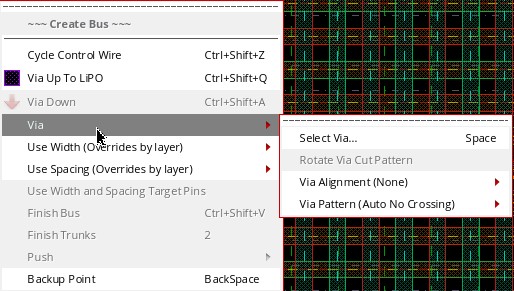 ~~~ Create Bus ~~~
Cycle Control Wire Ctrl+Shift+Z
Via Up To LiPO Ctrl+Shift+Q
Via Down Ctrl+Shift+A
Via
Use Width (Overrides by layer)
Use Spacing (Overrides by layer)
Use Width and Spacing Target Pins
Finish Bus Ctrl+Shift+V
Finish Trunks 2
Push
Backup Point BackSpace
Select Via... Space
Rotate Via Cut Pattern
Via Alignment (None)
Via Pattern (Auto No Crossing)